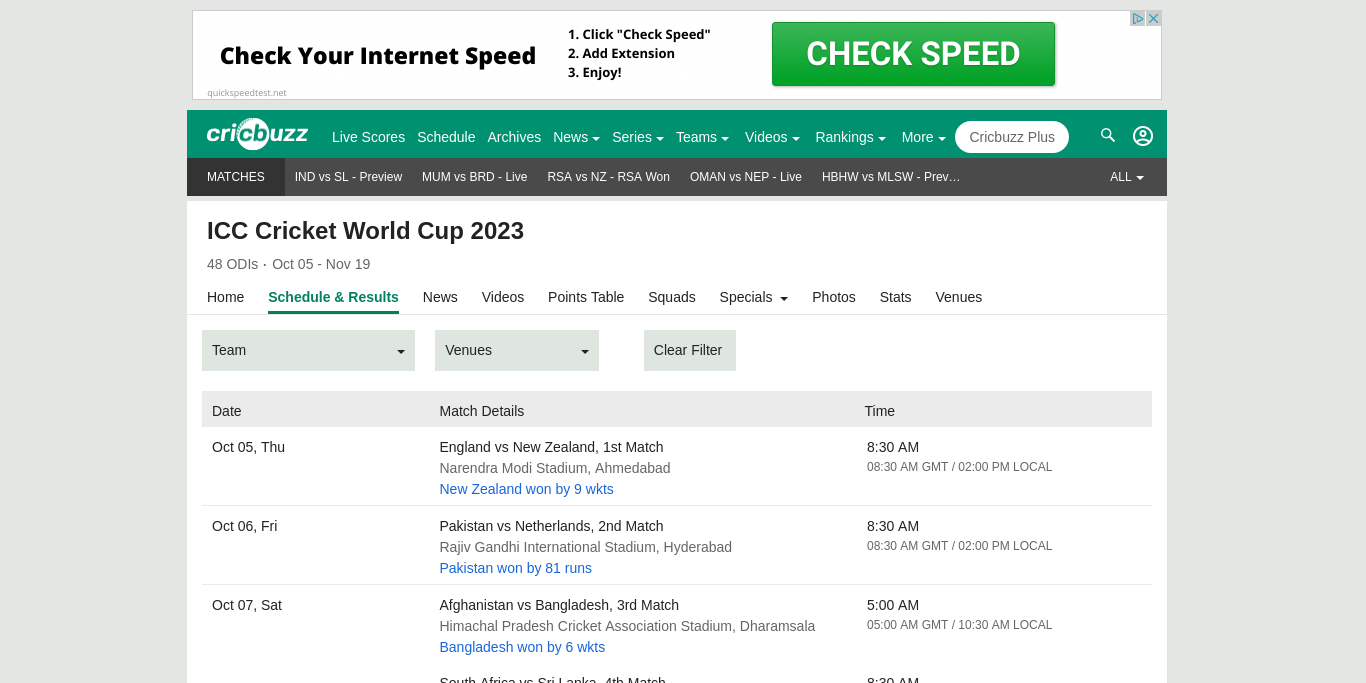 Check Your Internet Speed
1. Click "Check Speed"
2. Add Extension
3. Enjoy!
CHECK SPEED
quickspeedtest.net
cricbuzz
Live Scores Schedule Archives News Series Teams Videos Rankings More Cricbuzz Plus
MATCHES IND vs SL - Preview MUM vs BRD - Live RSA vs NZ - RSA Won OMAN vs NEP - Live HBHW vs MLSW - Prev… ALL
ICC Cricket World Cup 2023
48 ODIs · Oct 05 - Nov 19
Home Schedule & Results News Videos Points Table Squads Specials Photos Stats Venues
Team Venues Clear Filter
Date Match Details Time
Oct 05, Thu England vs New Zealand, 1st Match 8:30 AM
Narendra Modi Stadium, Ahmedabad 08:30 AM GMT / 02:00 PM LOCAL
New Zealand won by 9 wkts
Oct 06, Fri Pakistan vs Netherlands, 2nd Match 8:30 AM
Rajiv Gandhi International Stadium, Hyderabad 08:30 AM GMT / 02:00 PM LOCAL
Pakistan won by 81 runs
Oct 07, Sat Afghanistan vs Bangladesh, 3rd Match 5:00 AM
Himachal Pradesh Cricket Association Stadium, Dharamsala 05:00 AM GMT / 10:30 AM LOCAL
Bangladesh won by 6 wkts
South Africa vs Sri Lanka, 4th Match 8:30 AM